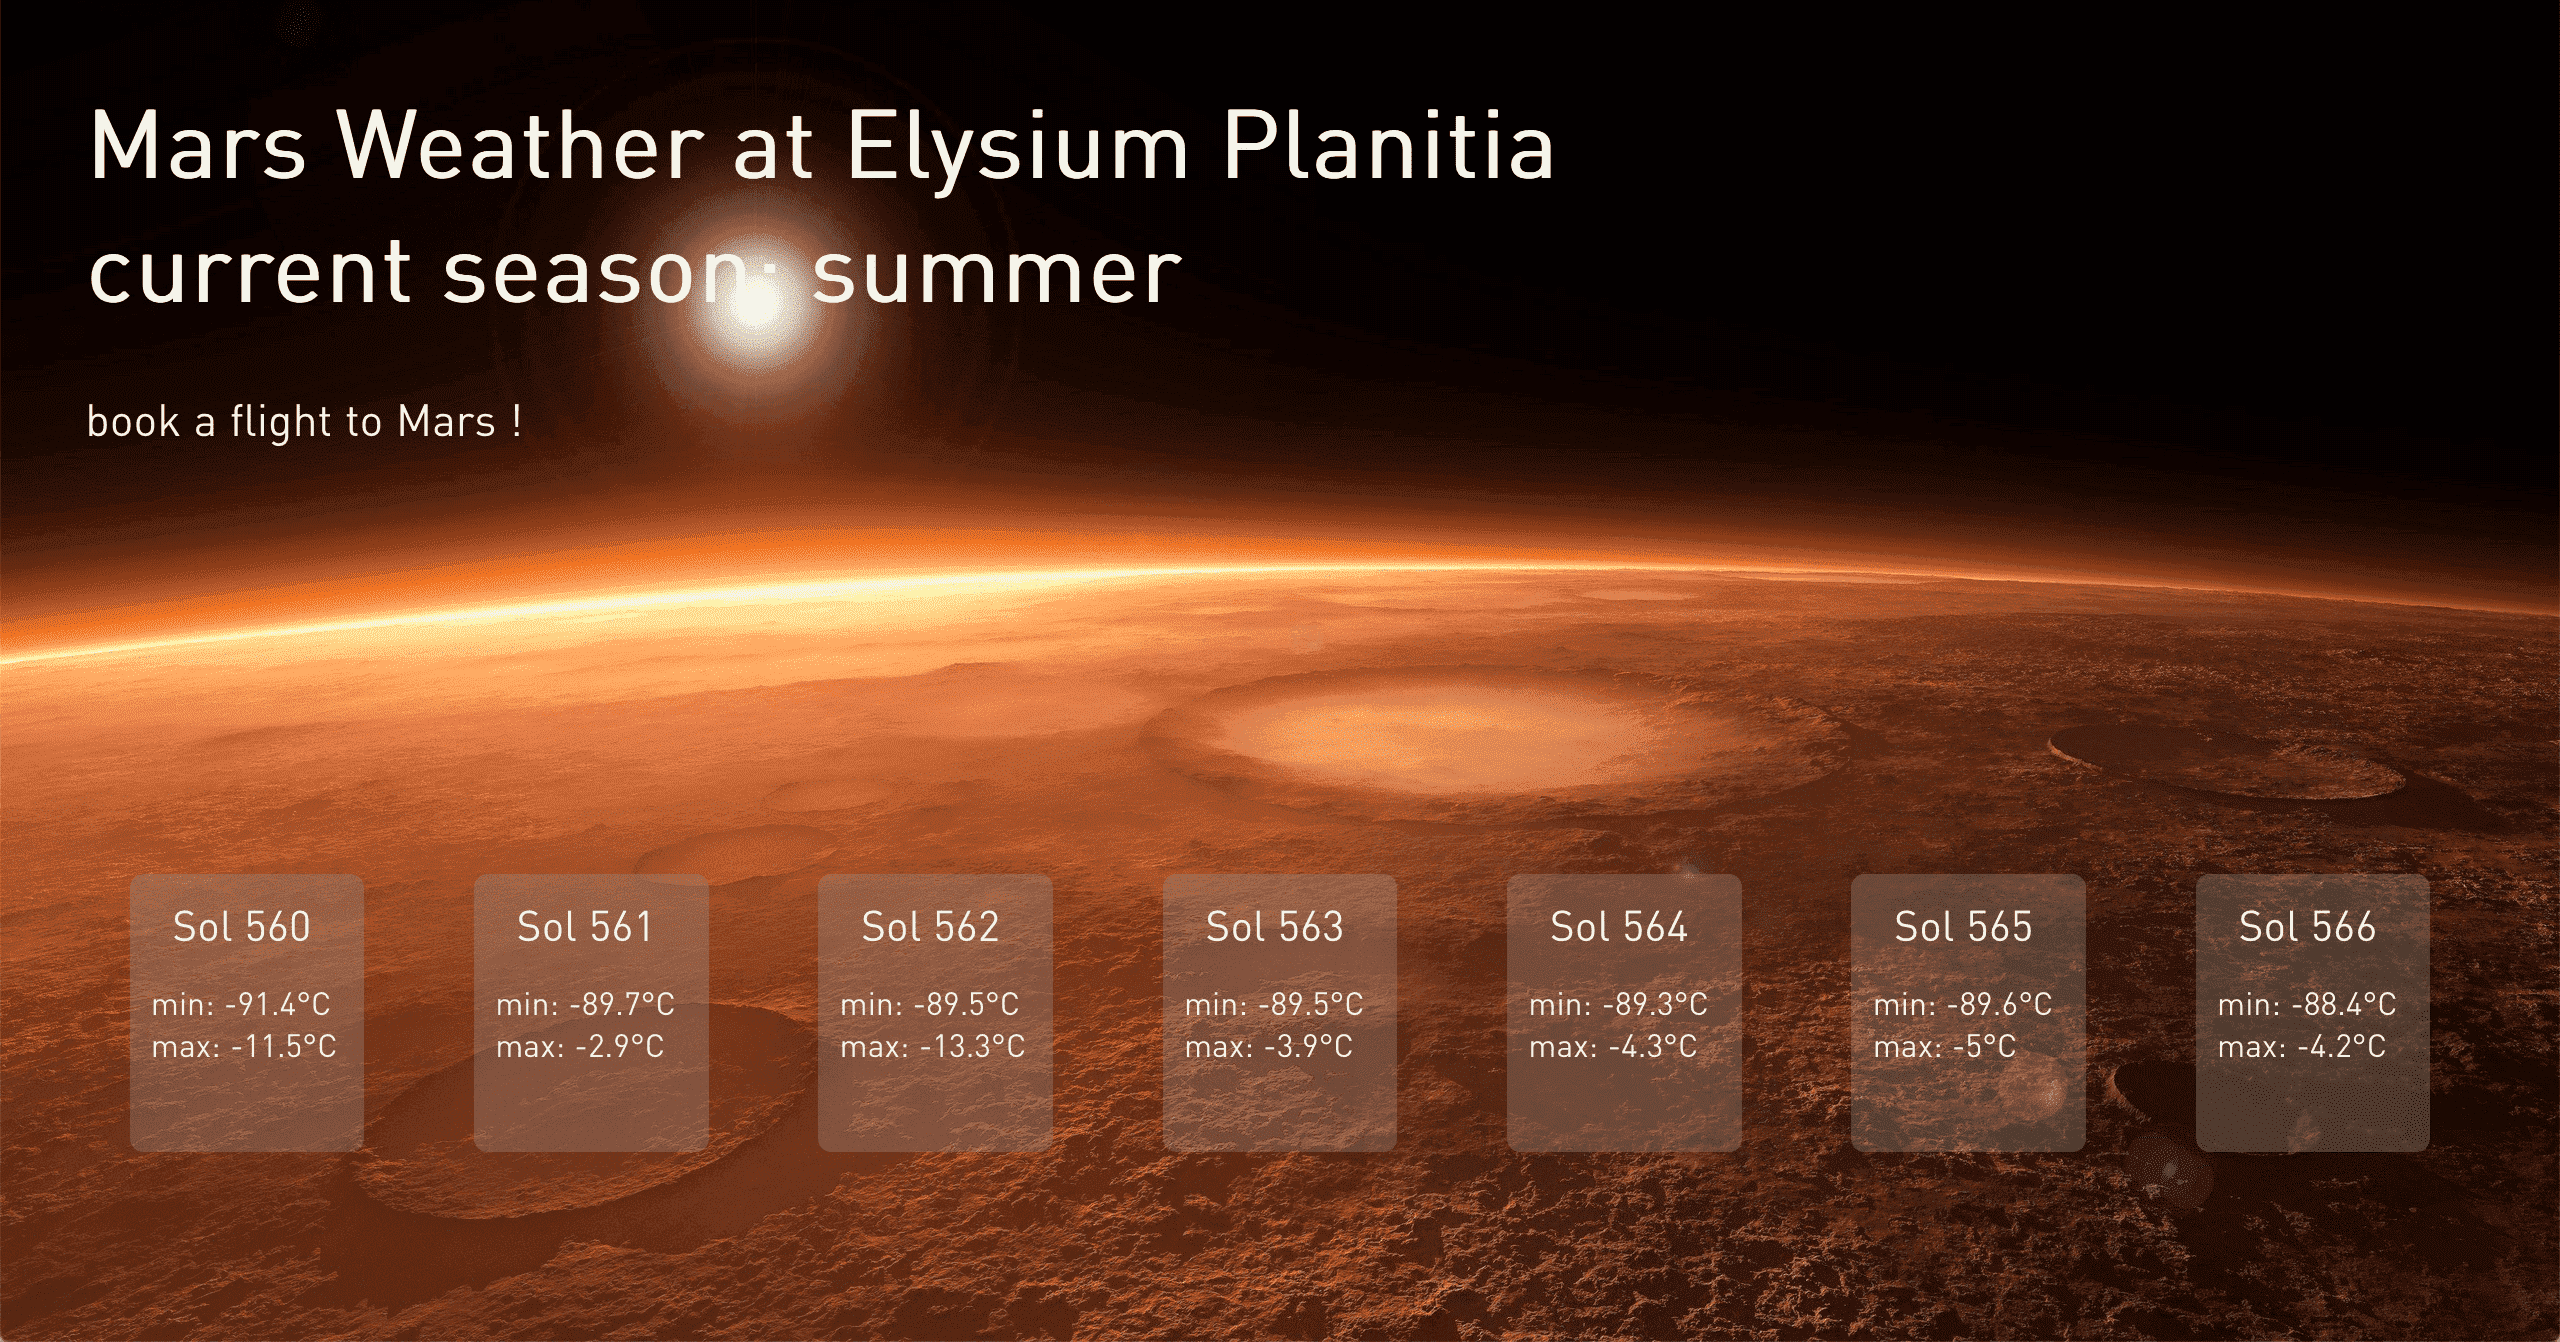 Mars Weather at Elysium Planitia
current season: summer
book a flight to Mars !
Sol 560
min: -91.4°C
max: -11.5°C
Sol 561
min: -89.7°C
max: -2.9°C
Sol 562
min: -89.5°C
max: -13.3°C
Sol 563
min: -89.5°C
max: -3.9°C
Sol 564
min: -89.3°C
max: -4.3°C
Sol 565
min: -89.6°C
max: -5°C
Sol 566
min: -88.4°C
max: -4.2°C